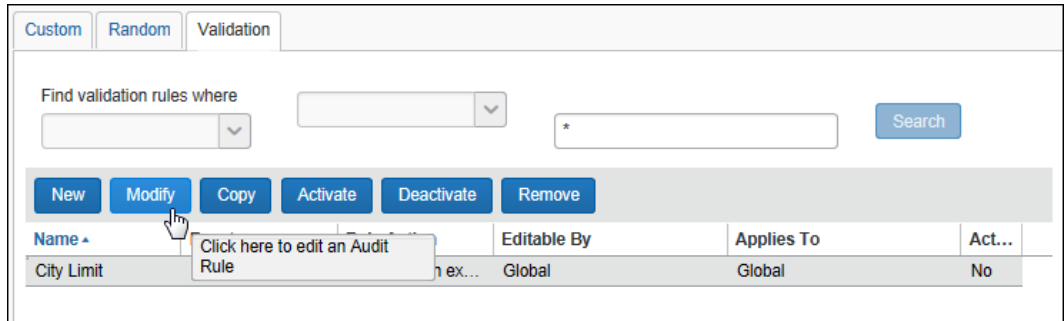 Custom Random Validation
Find validation rules where
*
Search
New Modify Copy Activate Deactivate Remove
Name Editable By Applies To Act...
Click here to edit an Audit
Rule
City Limit ex... Global Global No